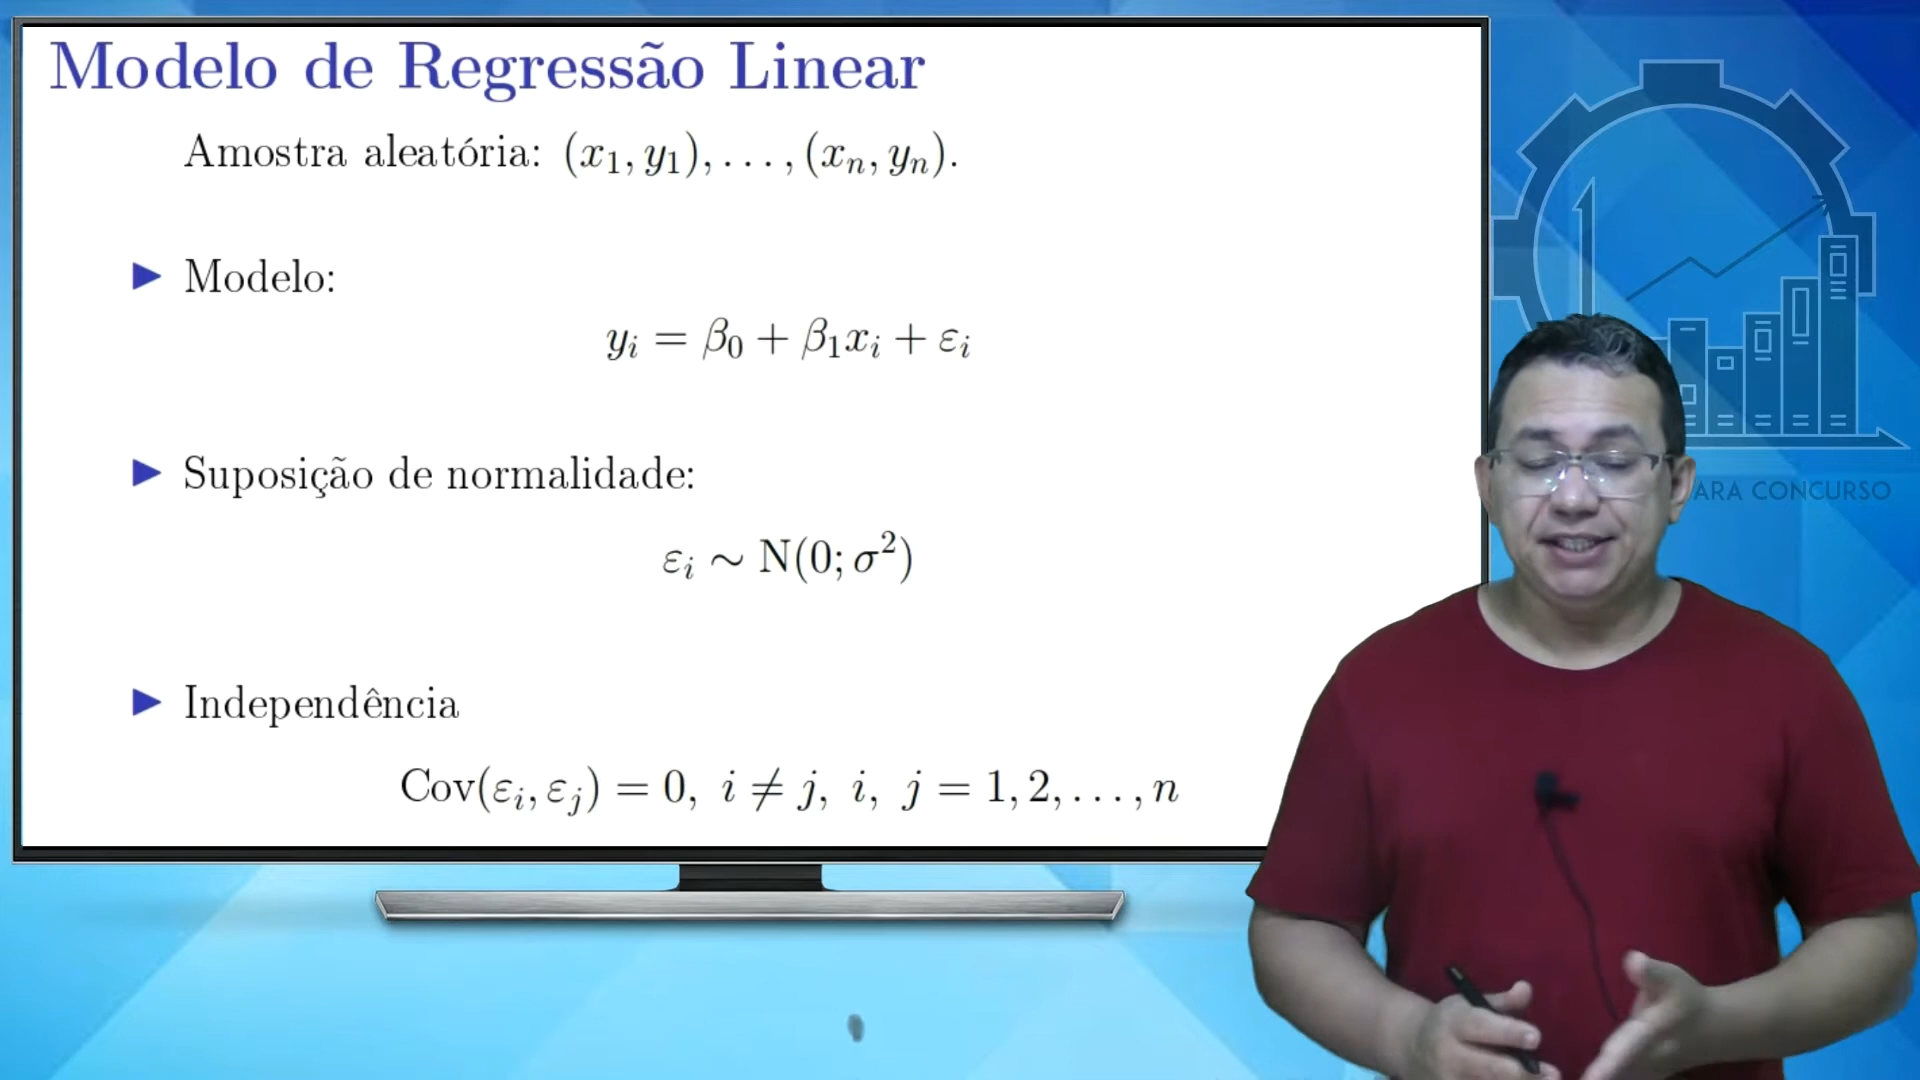 Modelo de Regressão Linear
Amostra aleatória: (x₁, y₁), . . . , (xₙ, yₙ).
▶ Modelo:
yᵢ = β₀ + β₁xᵢ + εᵢ
▶ Suposição de normalidade:
εᵢ ∼ N(0; σ²)
▶ Independência
Cov(εᵢ, εⱼ) = 0, i ≠ j, i, j = 1, 2, . . . , n
CONCURSO